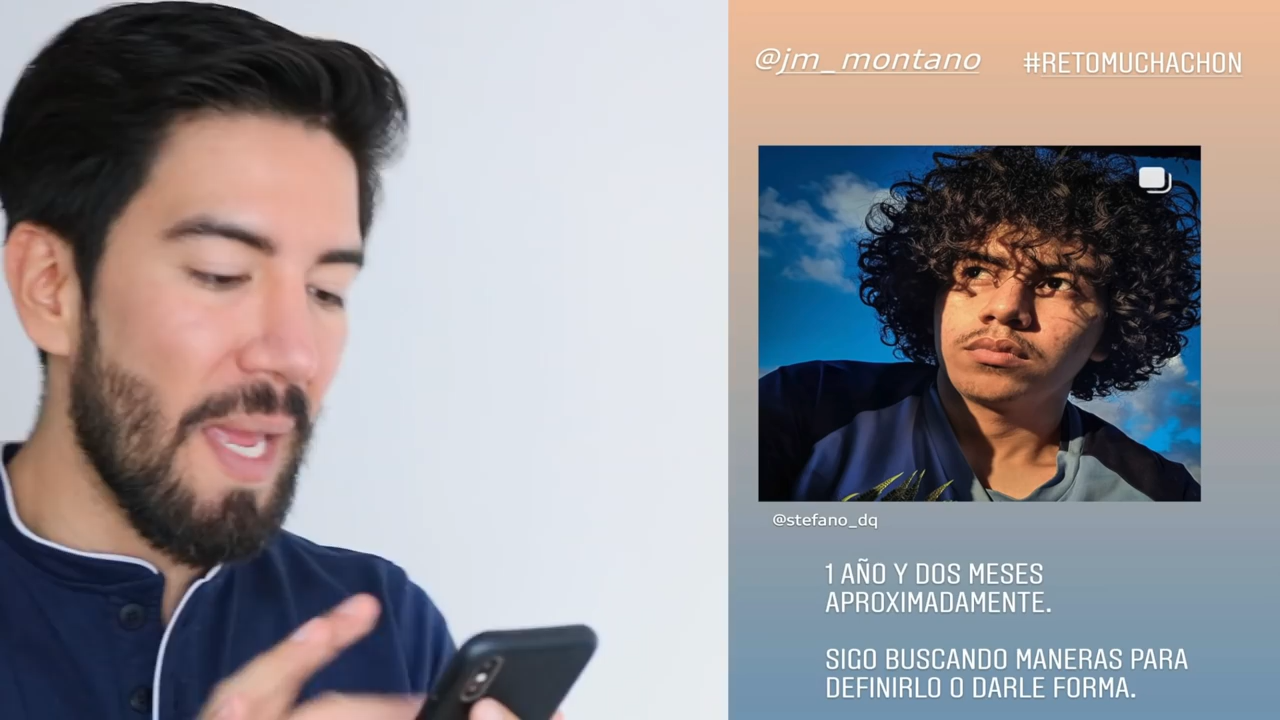 @jm_montano #RETOMUCHACHON
@stefano_dq
1 AÑO Y DOS MESES
APROXIMADAMENTE.
SIGO BUSCANDO MANERAS PARA
DEFINIRLO O DARLE FORMA.